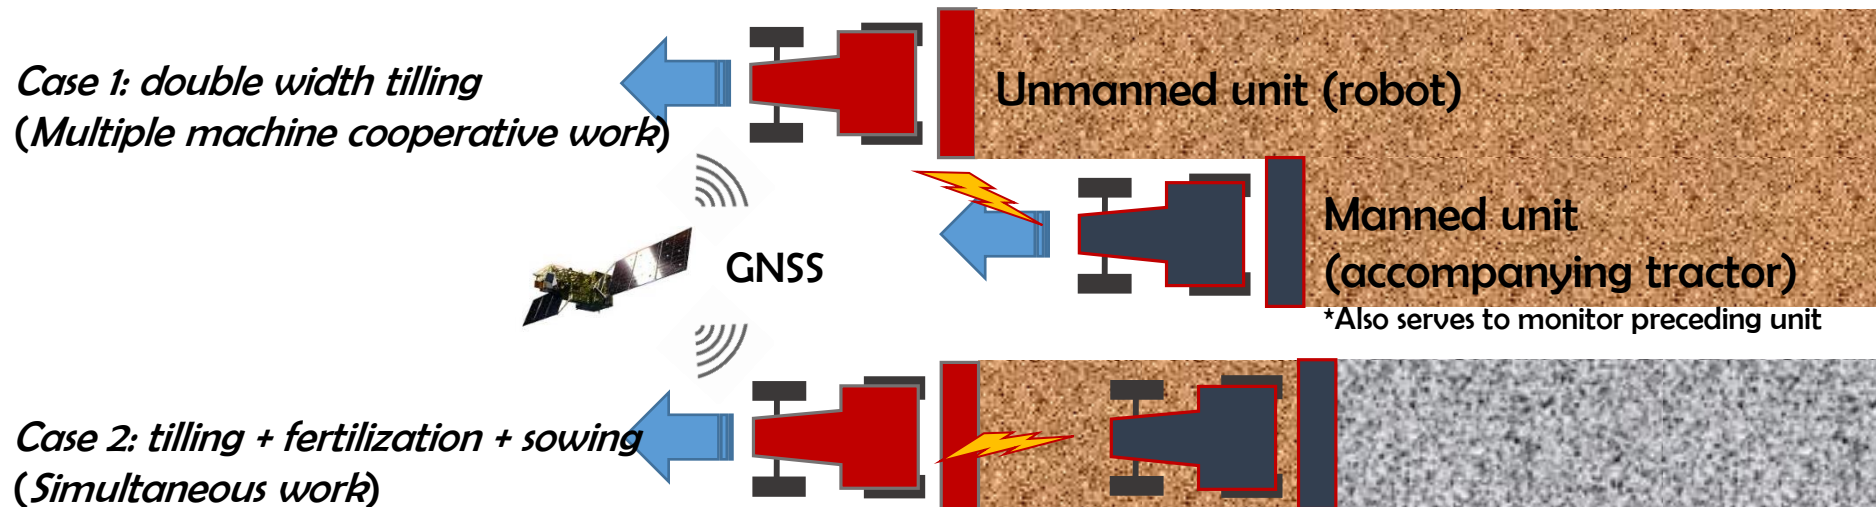 Case 1: double width tilling
(Multiple machine cooperative work)
Unmanned unit (robot)
GNSS
Manned unit
(accompanying tractor)
*Also serves to monitor preceding unit
Case 2: tilling + fertilization + sowing
(Simultaneous work)